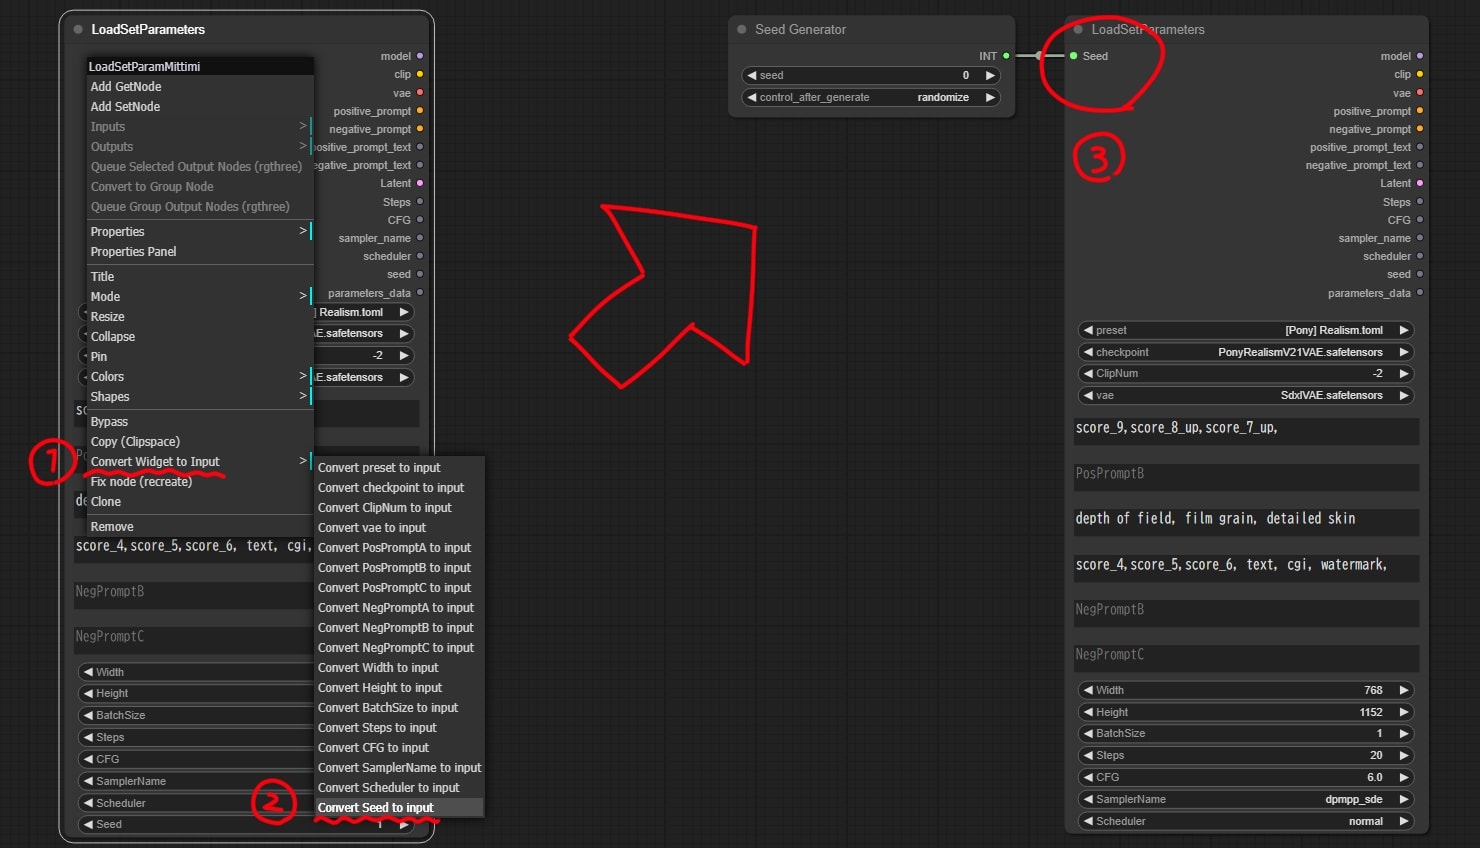 LoadSetParameters
LoadSetParamMittimi
Add GetNode
Add SetNode
Inputs >
Outputs >
Queue Selected Output Nodes (rgthree)
Convert to Group Node
Queue Group Output Nodes (rgthree)
Properties >
Properties Panel
Title
Mode >
Resize
Collapse
Pin
Colors >
Shapes >
Bypass
Copy (Clipspace)
1
Convert Widget to Input >
Fix node (recreate)
Clone
Remove
model
clip
vae
positive_prompt
negative_prompt
positive_prompt_text
negative_prompt_text
Latent
Steps
CFG
sampler_name
scheduler
seed
parameters_data
] Realism.toml
AE.safetensors
-2
E.safetensors
sc
de
score_4,score_5,score_6, text, cgi,
NegPromptB
NegPromptC
Width
Height
BatchSize
Steps
CFG
SamplerName
Scheduler
Seed 1
Convert preset to input
Convert checkpoint to input
Convert ClipNum to input
Convert vae to input
Convert PosPromptA to input
Convert PosPromptB to input
Convert PosPromptC to input
Convert NegPromptA to input
Convert NegPromptB to input
Convert NegPromptC to input
Convert Width to input
Convert Height to input
Convert BatchSize to input
Convert Steps to input
Convert CFG to input
Convert SamplerName to input
Convert Scheduler to input
2
Convert Seed to input
Seed Generator
INT
seed 0
control_after_generate randomize
LoadSetParameters
Seed
3
model
clip
vae
positive_prompt
negative_prompt
positive_prompt_text
negative_prompt_text
Latent
Steps
CFG
sampler_name
scheduler
seed
parameters_data
preset [Pony] Realism.toml
checkpoint PonyRealismV21VAE.safetensors
ClipNum -2
vae SdxlVAE.safetensors
score_9,score_8_up,score_7_up,
PosPromptB
depth of field, film grain, detailed skin
score_4,score_5,score_6, text, cgi, watermark,
NegPromptB
NegPromptC
Width 768
Height 1152
BatchSize 1
Steps 20
CFG 6.0
SamplerName dpmpp_sde
Scheduler normal